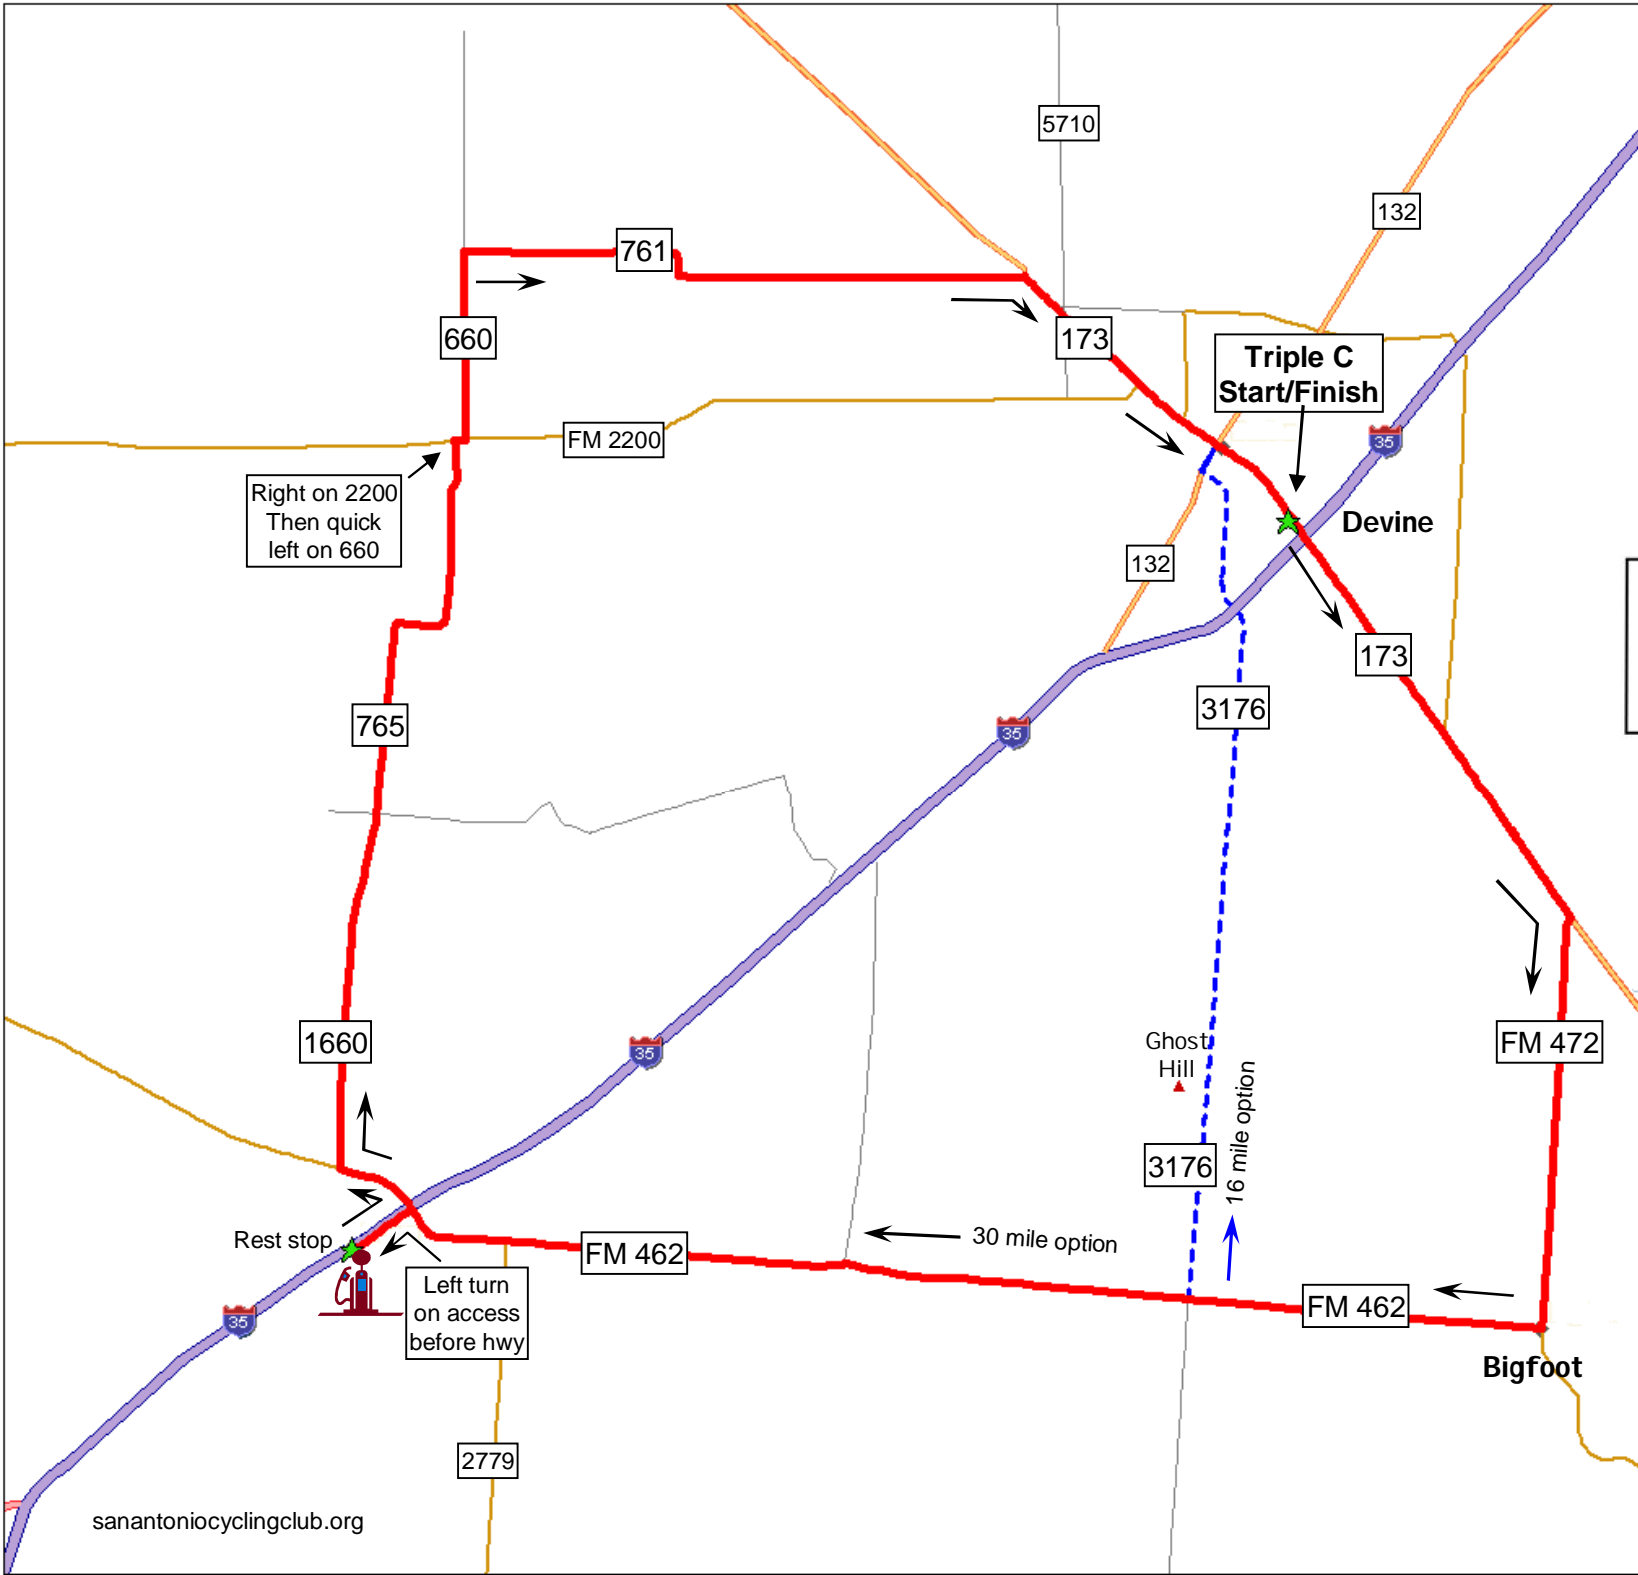 5710
132
761
660
173
Triple C
Start/Finish
35
FM 2200
Right on 2200
Then quick
left on 660
Devine
132
173
765
3176
35
1660
35
Ghost
Hill
FM 472
3176
16 mile option
Rest stop
30 mile option
FM 462
Left turn
on access
before hwy
FM 462
35
Bigfoot
2779
sanantoniocyclingclub.org